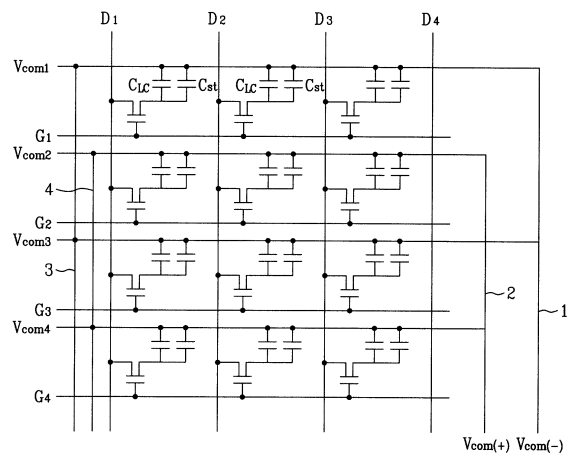 D1 D2 D3 D4
Vcom1
CLC Cst CLC Cst
G1
Vcom2
4
G2
Vcom3
3
2 1
G3
Vcom4
G4
Vcom(+) Vcom(-)